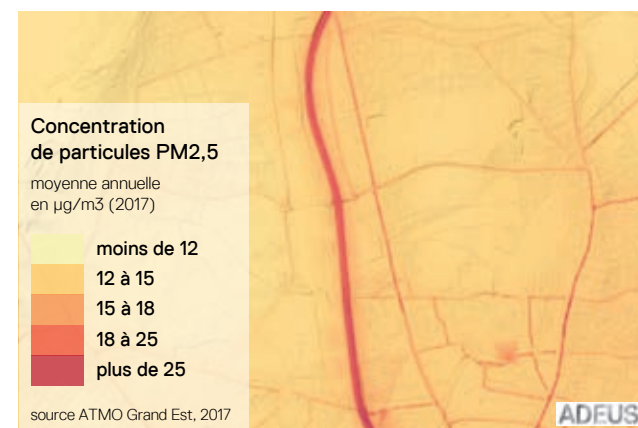 Concentration
de particules PM2,5
moyenne annuelle
en µg/m3 (2017)
moins de 12
12 à 15
15 à 18
18 à 25
plus de 25
source ATMO Grand Est, 2017
ADEUS